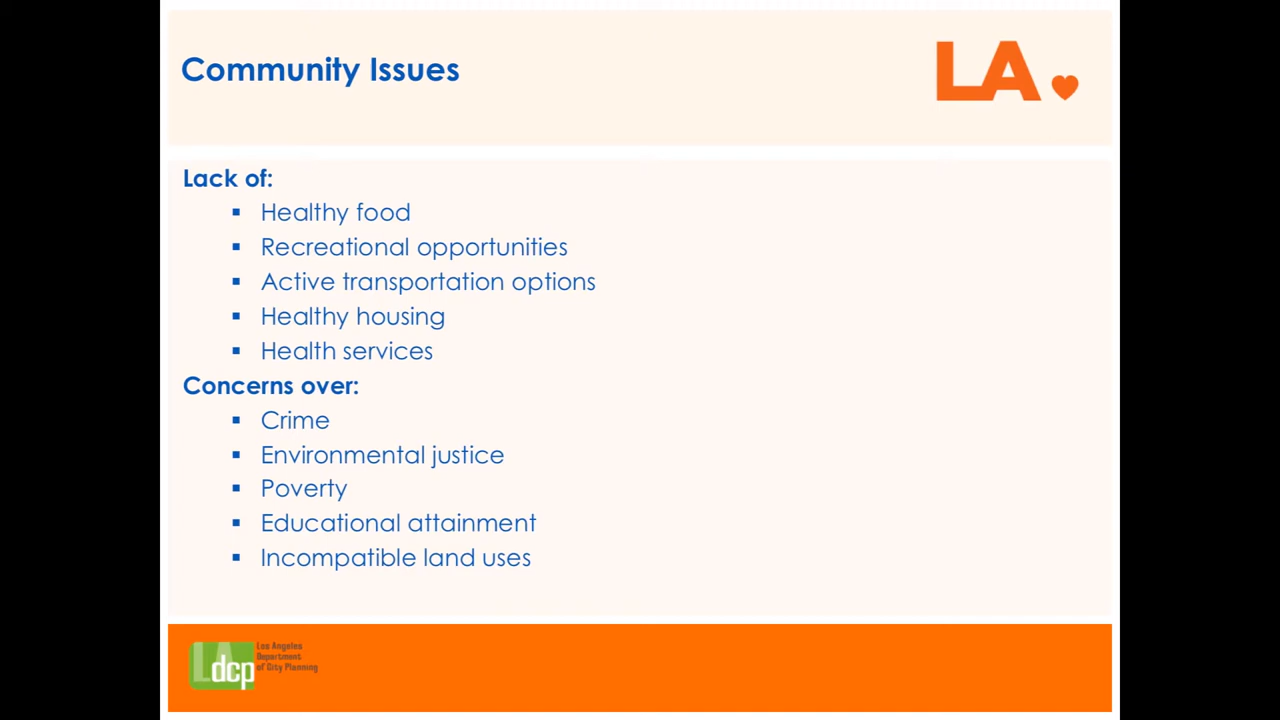 Community Issues
LA
Lack of:
▪ Healthy food
▪ Recreational opportunities
▪ Active transportation options
▪ Healthy housing
▪ Health services
Concerns over:
▪ Crime
▪ Environmental justice
▪ Poverty
▪ Educational attainment
▪ Incompatible land uses
LA
dcp
Los Angeles
Department
of City Planning